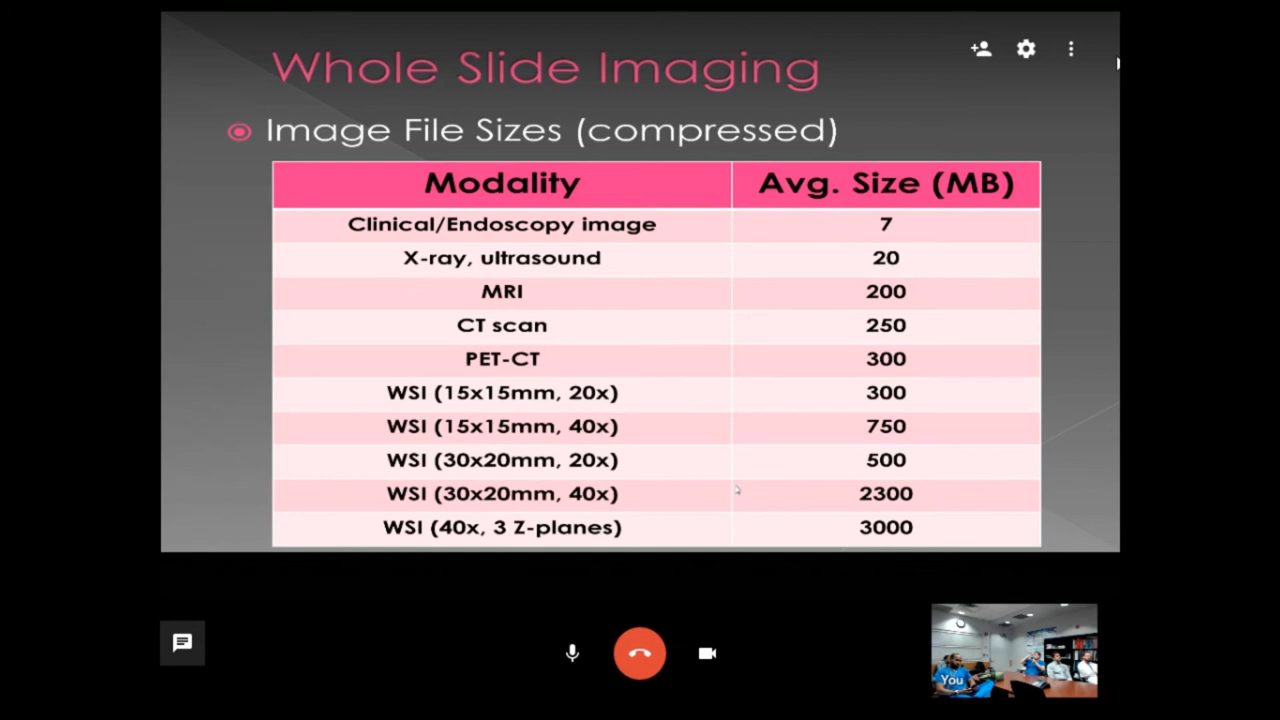 Whole Slide Imaging
Image File Sizes (compressed)
Modality Avg. Size (MB)
Clinical/Endoscopy image 7
X-ray, ultrasound 20
MRI 200
CT scan 250
PET-CT 300
WSI (15x15mm, 20x) 300
WSI (15x15mm, 40x) 750
WSI (30x20mm, 20x) 500
WSI (30x20mm, 40x) 2300
WSI (40x, 3 Z-planes) 3000
You